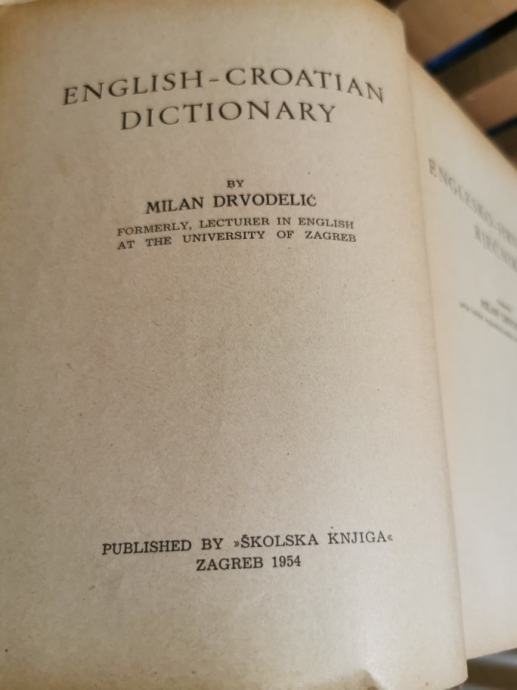 ENGLISH-CROATIAN
DICTIONARY
BY
MILAN DRVODELIĆ
FORMERLY, LECTURER IN ENGLISH
AT THE UNIVERSITY OF ZAGREB
PUBLISHED BY »ŠKOLSKA KNJIGA«
ZAGREB 1954